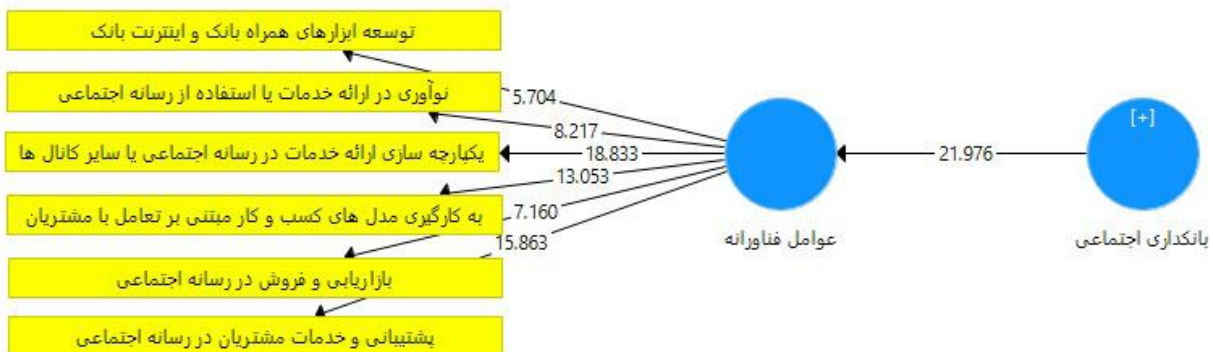 توسعه ابزارهای همراه بانک و اینترنت بانک
نوآوری در ارائه خدمات با استفاده از رسانه اجتماعی
یکپارچه سازی ارائه خدمات در رسانه اجتماعی با سایر کانال ها
به کارگیری مدل های کسب و کار مبتنی بر تعامل با مشتریان
بازاریابی و فروش در رسانه اجتماعی
پشتیبانی و خدمات مشتریان در رسانه اجتماعی
5.704
8.217
18.833
13.053
7.160
15.863
عوامل فناورانه
21.976
[+]
بانکداری اجتماعی